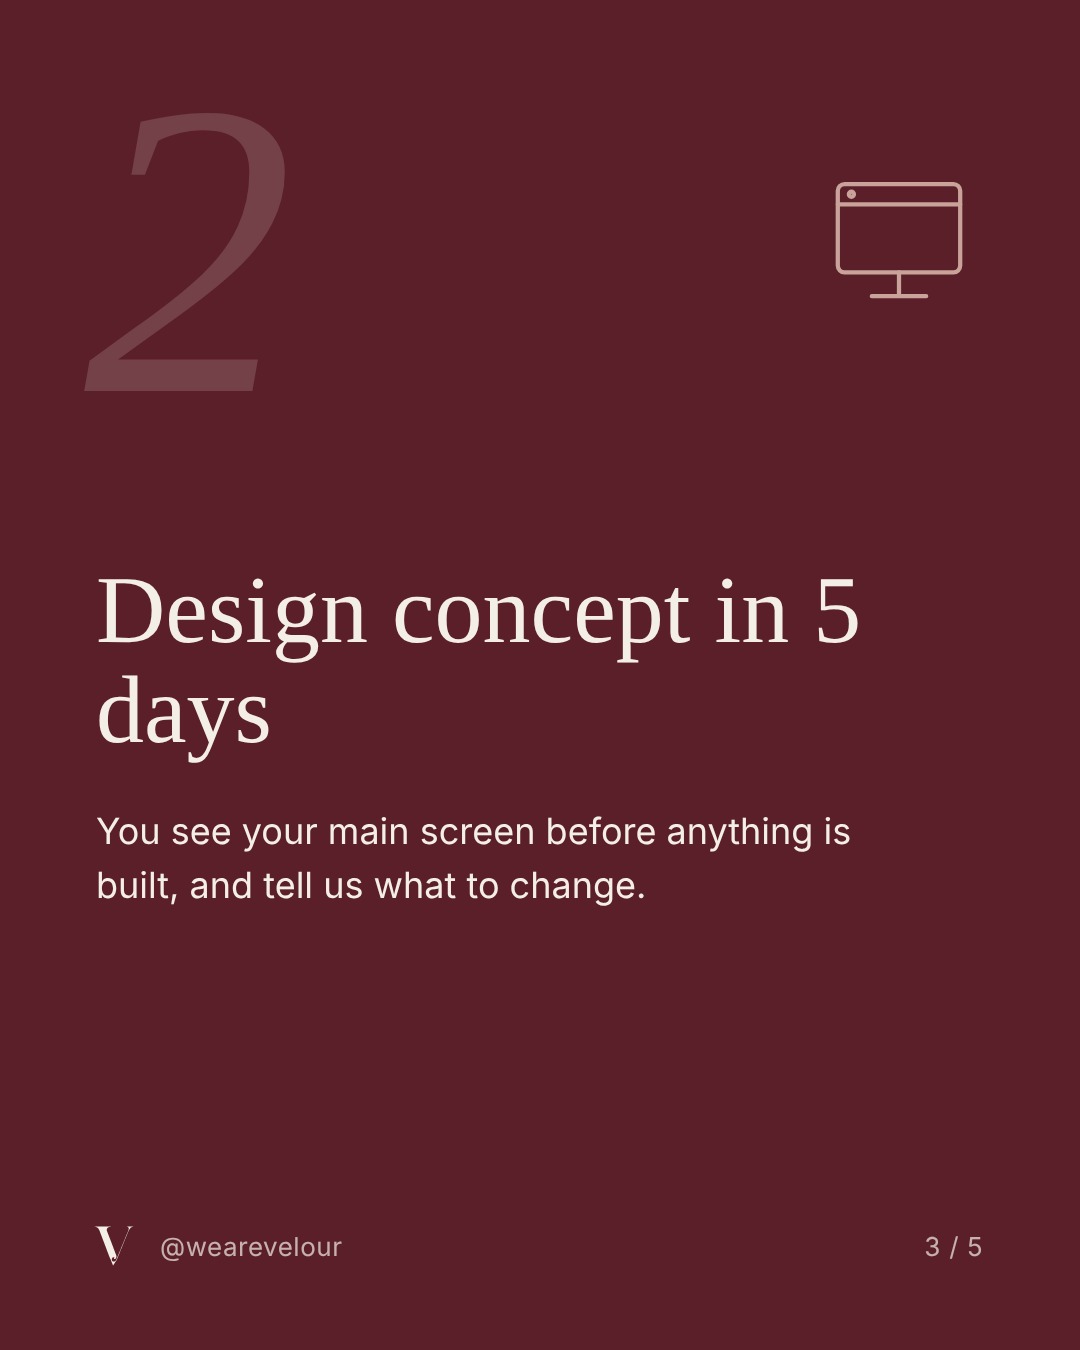 2
Design concept in 5
days
You see your main screen before anything is
built, and tell us what to change.
V @wearevelour
3 / 5